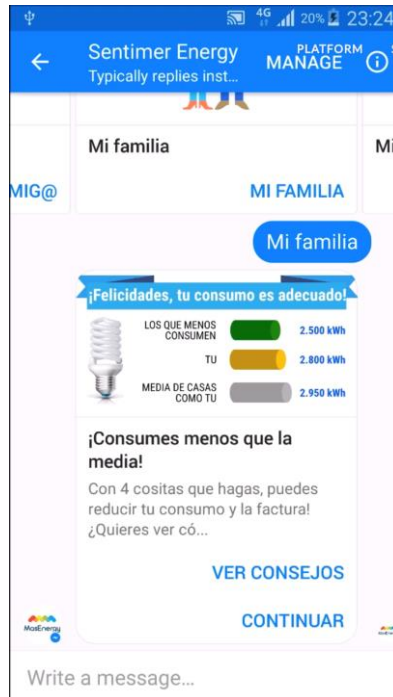 4G 20% 23:24
Sentimer Energy
Typically replies inst...
PLATFORM
MANAGE
Mi familia
Mi
MIG@
MI FAMILIA
Mi familia
¡Felicidades, tu consumo es adecuado!
LOS QUE MENOS
CONSUMEN
2.500 kWh
TU
2.800 kWh
MEDIA DE CASAS
COMO TU
2.950 kWh
¡Consumes menos que la
media!
Con 4 cositas que hagas, puedes
reducir tu consumo y la factura!
¿Quieres ver có...
VER CONSEJOS
CONTINUAR
MasEnergy
Write a message...